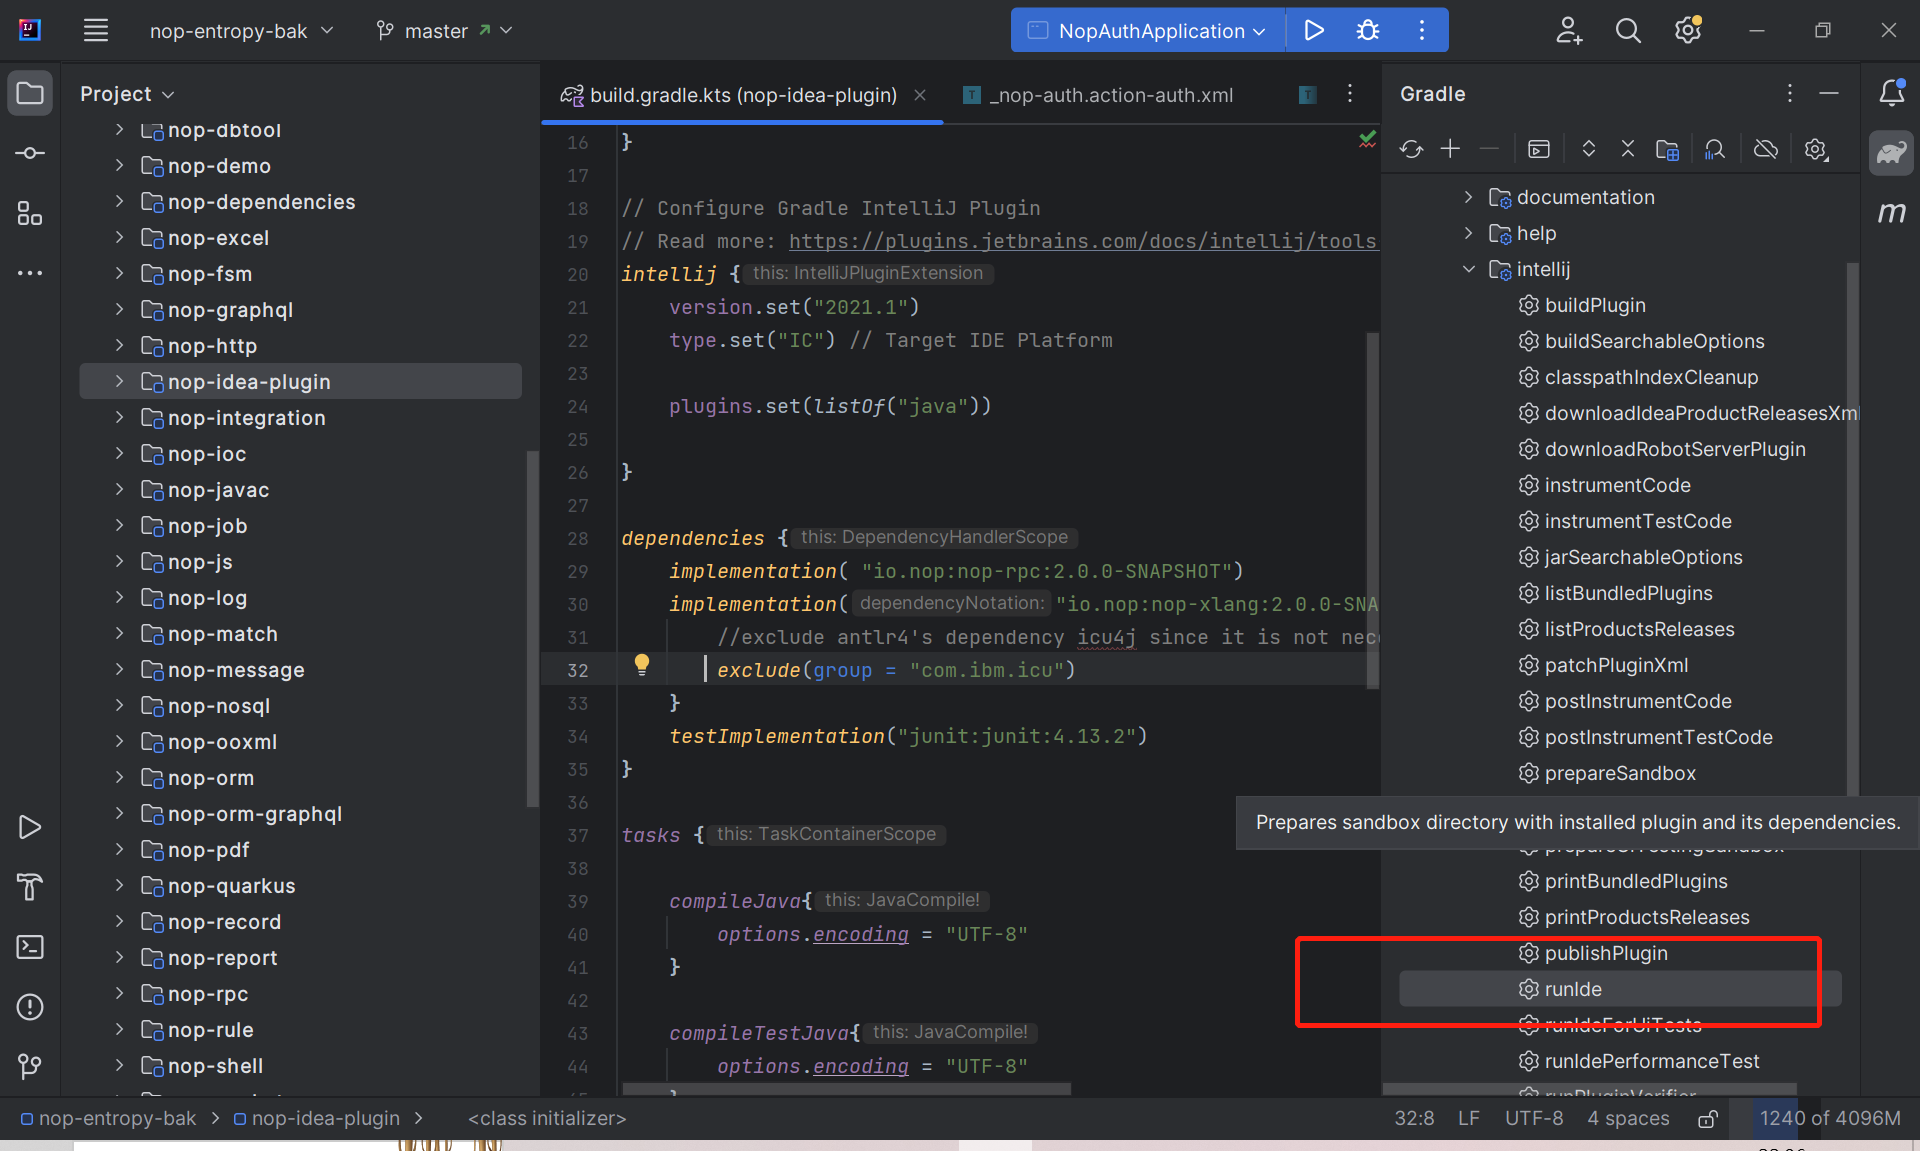 nop-entropy-bak
master
NopAuthApplication
Project
nop-dbtool
nop-demo
nop-dependencies
nop-excel
nop-fsm
nop-graphql
nop-http
nop-idea-plugin
nop-integration
nop-ioc
nop-javac
nop-job
nop-js
nop-log
nop-match
nop-message
nop-nosql
nop-ooxml
nop-orm
nop-orm-graphql
nop-pdf
nop-quarkus
nop-record
nop-report
nop-rpc
nop-rule
nop-shell
build.gradle.kts (nop-idea-plugin)
_nop-auth.action-auth.xml
16 }
17
18 // Configure Gradle IntelliJ Plugin
19 // Read more: https://plugins.jetbrains.com/docs/intellij/tools
20 intellij { this: IntelliJPluginExtension
21 version.set("2021.1")
22 type.set("IC") // Target IDE Platform
23
24 plugins.set(listOf("java"))
25
26 }
27
28 dependencies { this: DependencyHandlerScope
29 implementation( "io.nop:nop-rpc:2.0.0-SNAPSHOT")
30 implementation( dependencyNotation: "io.nop:nop-xlang:2.0.0-SNA
31 //exclude antlr4's dependency icu4j since it is not nec
32 exclude(group = "com.ibm.icu")
33 }
34 testImplementation("junit:junit:4.13.2")
35 }
36
37 tasks { this: TaskContainerScope
38
39 compileJava{ this: JavaCompile!
40 options.encoding = "UTF-8"
41 }
42
43 compileTestJava{ this: JavaCompile!
44 options.encoding = "UTF-8"
Gradle
documentation
help
intellij
buildPlugin
buildSearchableOptions
classpathIndexCleanup
downloadIdeaProductReleasesXml
downloadRobotServerPlugin
instrumentCode
instrumentTestCode
jarSearchableOptions
listBundledPlugins
listProductsReleases
patchPluginXml
postInstrumentCode
postInstrumentTestCode
prepareSandbox
Prepares sandbox directory with installed plugin and its dependencies.
printBundledPlugins
printProductsReleases
publishPlugin
runIde
runIdeForUiTests
runIdePerformanceTest
runPluginVerifier
m
nop-entropy-bak > nop-idea-plugin > <class initializer>
32:8 LF UTF-8 4 spaces 1240 of 4096M